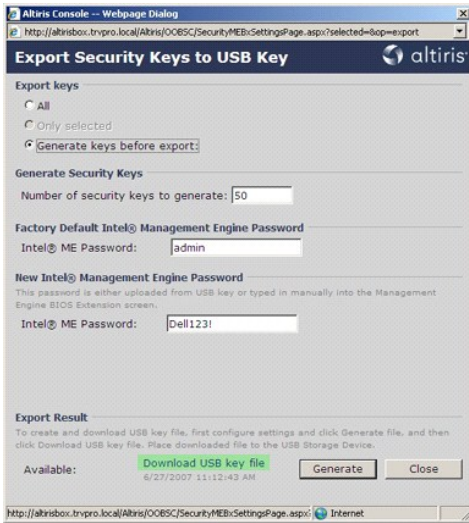 Altiris Console -- Webpage Dialog
http://altirisbox.trvpro.local/Altiris/OOBSC/SecurityMEBxSettingsPage.aspx?selected=&op=export
Export Security Keys to USB Key
altiris
Export keys
All
Only selected
Generate keys before export:
Generate Security Keys
Number of security keys to generate: 50
Factory Default Intel® Management Engine Password
Intel® ME Password: admin
New Intel® Management Engine Password
This password is either uploaded from USB key or typed in manually into the Management
Engine BIOS Extension screen.
Intel® ME Password: Dell123!
Export Result
To create and download USB key file, first configure settings and click Generate file, and then
click Download USB key file. Place downloaded file to the USB Storage Device.
Available: Download USB key file Generate Close
6/27/2007 11:12:43 AM
http://altirisbox.trvpro.local/Altiris/OOBSC/SecurityMEBxSettingsPage.aspx? Internet